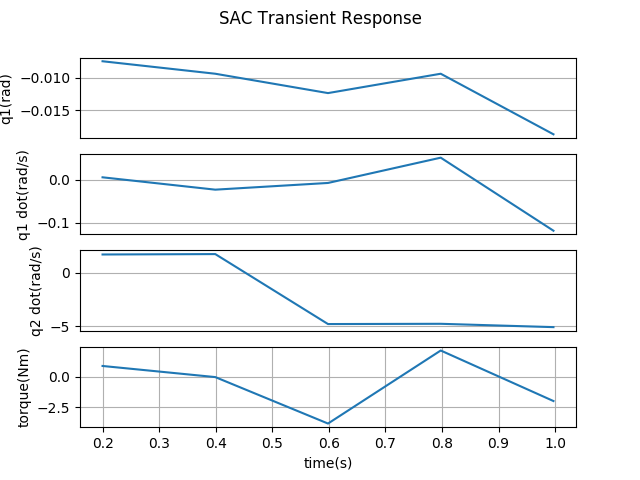 SAC Transient Response
q1(rad)
−0.010
−0.015
q1 dot(rad/s)
0.0
−0.1
q2 dot(rad/s)
0
−5
torque(Nm)
0.0
−2.5
0.2 0.3 0.4 0.5 0.6 0.7 0.8 0.9 1.0
time(s)